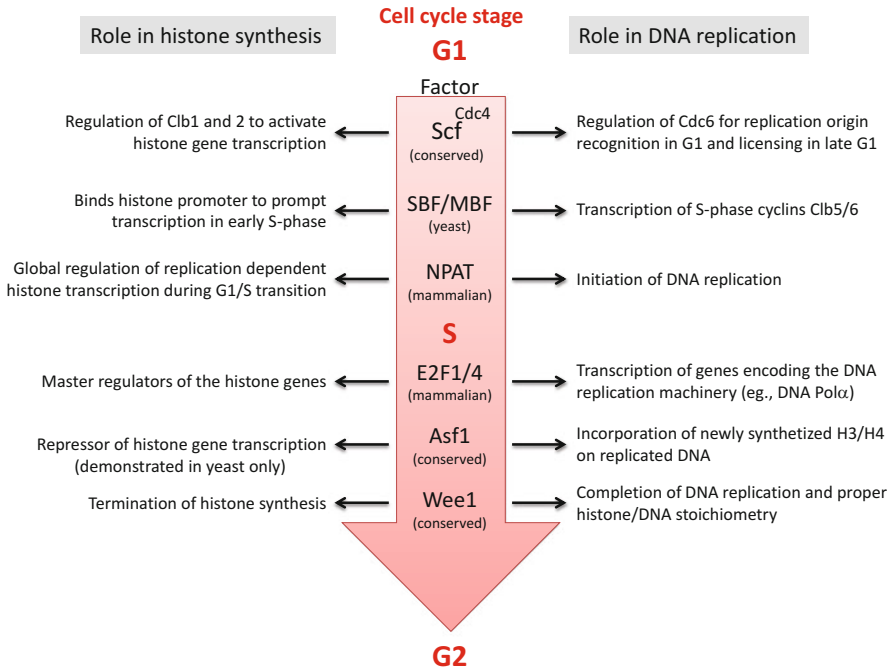 Cell cycle stage
Role in histone synthesis
G1
Role in DNA replication
Factor
Regulation of Clb1 and 2 to activate
histone gene transcription
Scf^Cdc4
(conserved)
Regulation of Cdc6 for replication origin
recognition in G1 and licensing in late G1
Binds histone promoter to prompt
transcription in early S-phase
SBF/MBF
(yeast)
Transcription of S-phase cyclins Clb5/6
Global regulation of replication dependent
histone transcription during G1/S transition
NPAT
(mammalian)
Initiation of DNA replication
S
Master regulators of the histone genes
E2F1/4
(mammalian)
Transcription of genes encoding the DNA
replication machinery (eg., DNA Polα)
Repressor of histone gene transcription
(demonstrated in yeast only)
Asf1
(conserved)
Incorporation of newly synthetized H3/H4
on replicated DNA
Termination of histone synthesis
Wee1
(conserved)
Completion of DNA replication and proper
histone/DNA stoichiometry
G2